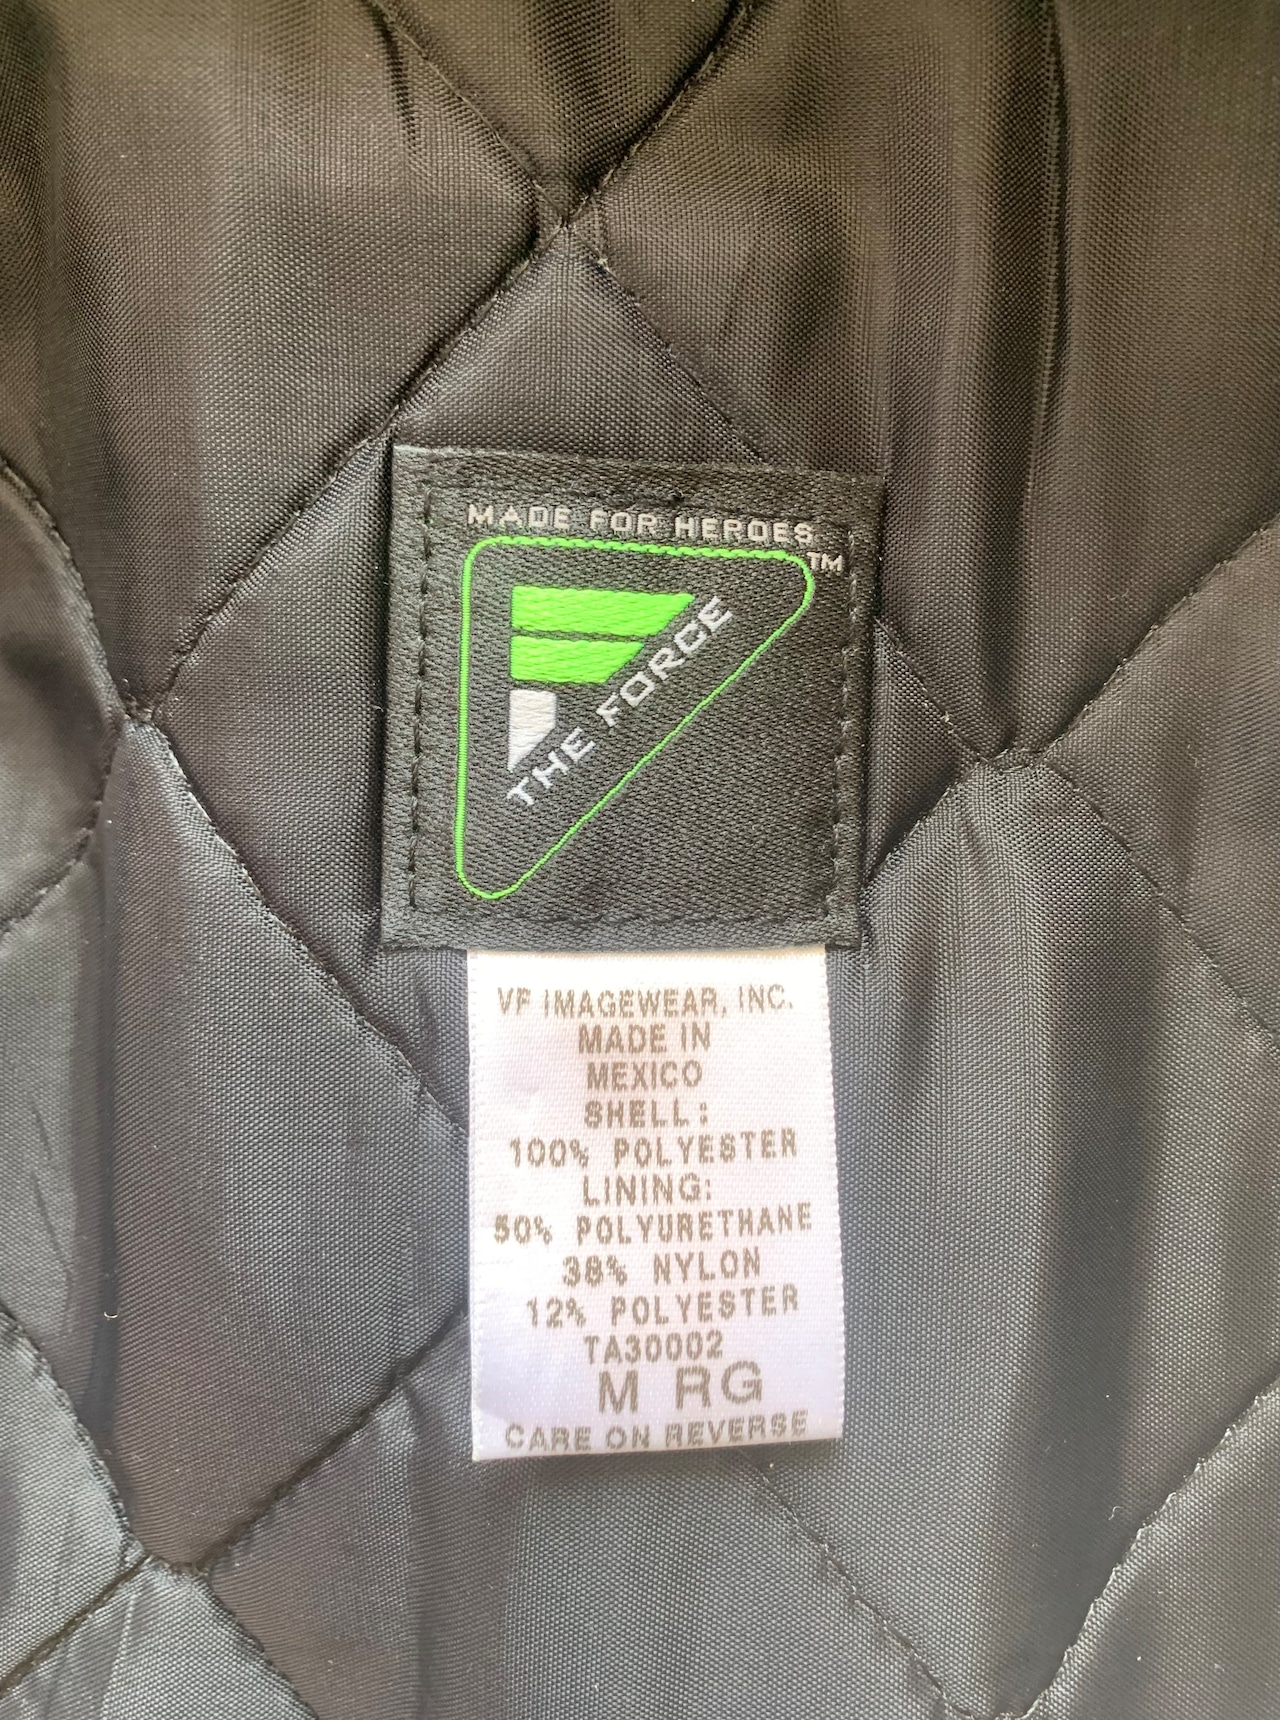 MADE FOR HEROES
TM
THE FORCE
VF IMAGEWEAR, INC.
MADE IN
MEXICO
SHELL:
100% POLYESTER
LINING:
50% POLYURETHANE
38% NYLON
12% POLYESTER
TA30002
M RG
CARE ON REVERSE